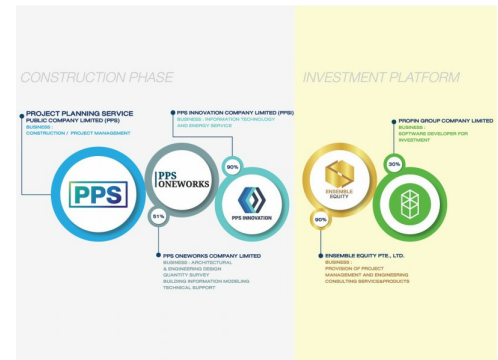 CONSTRUCTION PHASE
INVESTMENT PLATFORM
PROJECT PLANNING SERVICE
PUBLIC COMPANY LIMITED (PPS)
BUSINESS :
CONSTRUCTION / PROJECT MANAGEMENT
PPS INNOVATION COMPANY LIMITED (PPSI)
BUSINESS : INFORMATION TECHNOLOGY
AND ENERGY SERVICE
PROFIN GROUP COMPANY LIMITED
BUSINESS :
SOFTWARE DEVELOPER FOR
INVESTMENT
PPS
PPS
ONEWORKS
51%
90%
PPS INNOVATION
ENSEMBLE
EQUITY
90%
30%
PPS ONEWORKS COMPANY LIMITED
BUSINESS : ARCHITECTURAL
& ENGINEERING DESIGN
QUANTITY SURVEY
BUILDING INFORMATION MODELING
TECHNICAL SUPPORT
ENSEMBLE EQUITY PTE., LTD.
BUSINESS :
PROVISION OF PROJECT
MANAGEMENT AND ENGINEERING
CONSULTING SERVICE&PRODUCTS